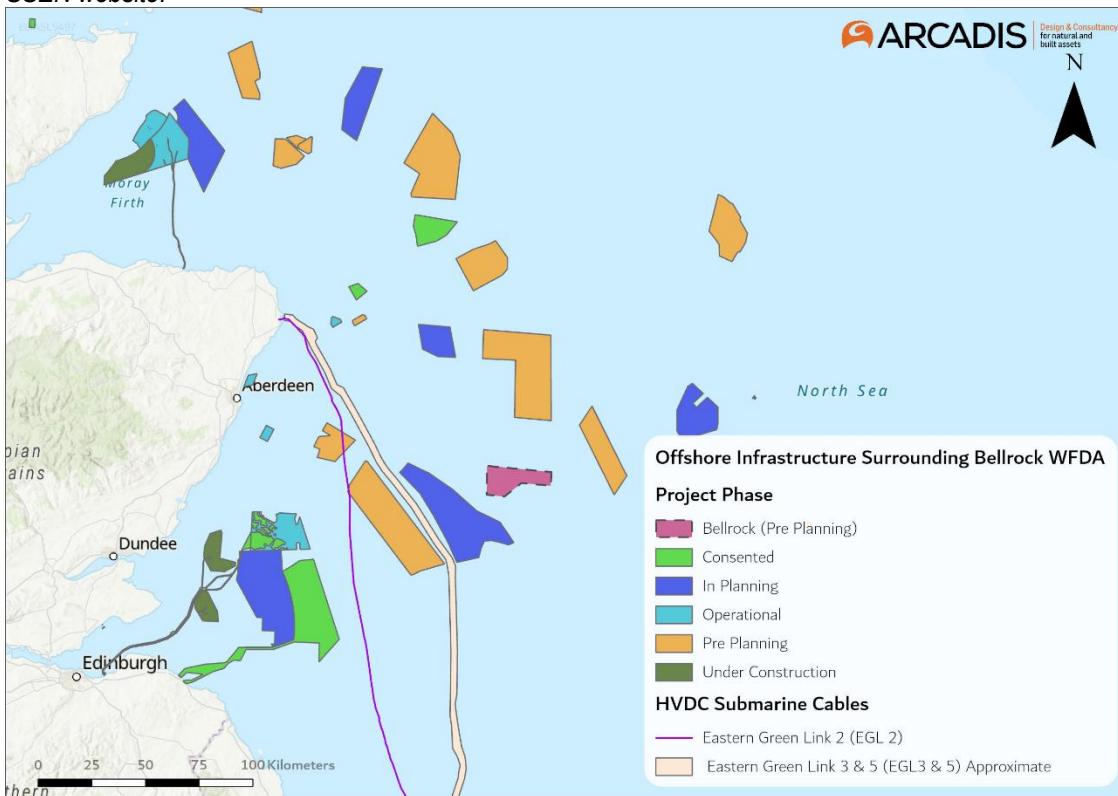 ARCADIS
Design & Consultancy
for natural and
built assets
N
Moray
Firth
Aberdeen
North Sea
Dundee
Edinburgh
Offshore Infrastructure Surrounding Bellrock WFDA
Project Phase
Bellrock (Pre Planning)
Consented
In Planning
Operational
Pre Planning
Under Construction
HVDC Submarine Cables
Eastern Green Link 2 (EGL 2)
Eastern Green Link 3 & 5 (EGL3 & 5) Approximate
0 25 50 75 100 Kilometers